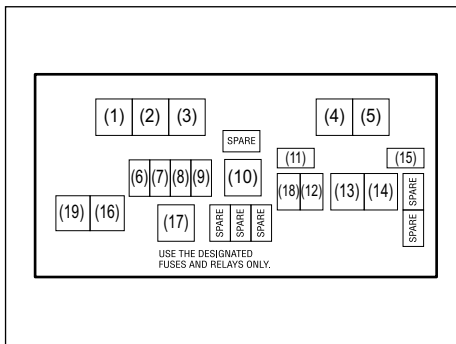 (1) (2) (3) (4) (5)
SPARE
(11) (15)
(6) (7) (8) (9) (10) (18) (12) (13) (14) SPARE
(19) (16) (17) SPARE SPARE SPARE SPARE
USE THE DESIGNATED
FUSES AND RELAYS ONLY.